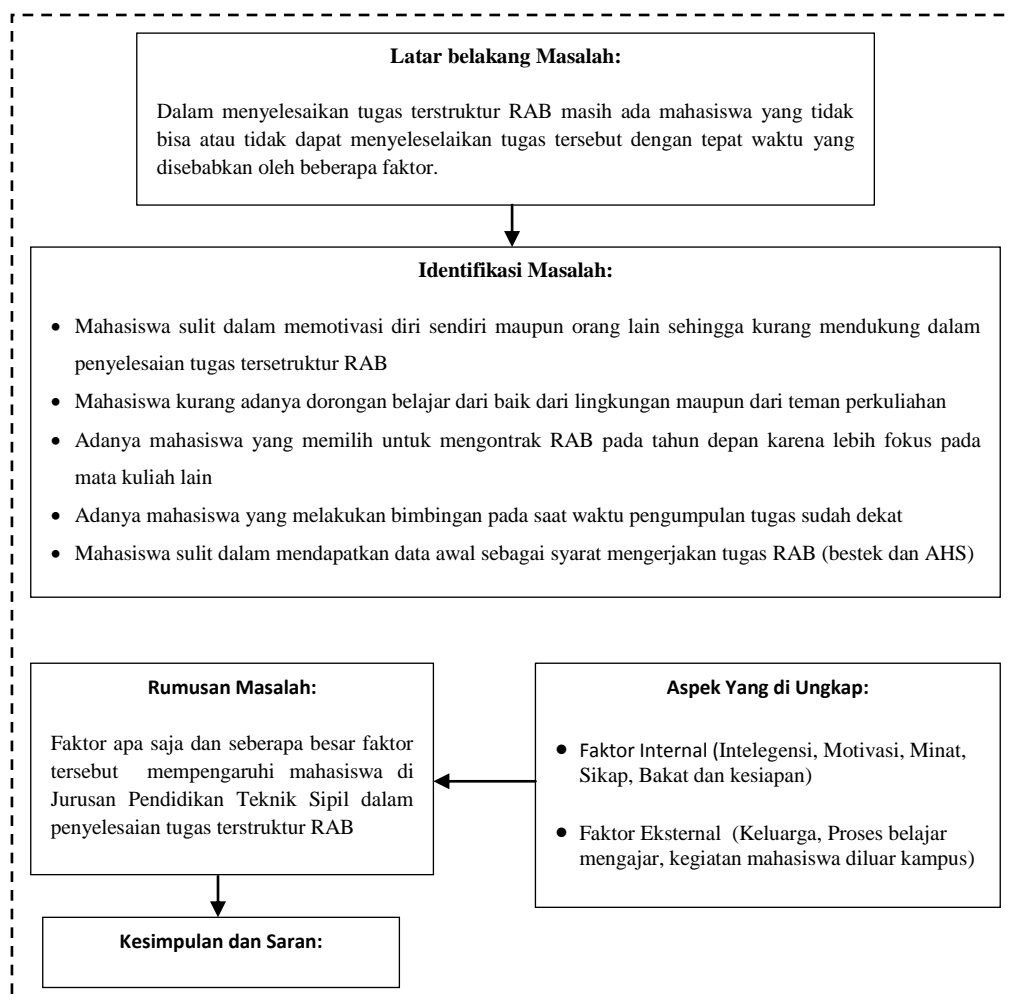 Latar belakang Masalah:
Dalam menyelesaikan tugas terstruktur RAB masih ada mahasiswa yang tidak
bisa atau tidak dapat menyeleselaikan tugas tersebut dengan tepat waktu yang
disebabkan oleh beberapa faktor.
Identifikasi Masalah:
• Mahasiswa sulit dalam memotivasi diri sendiri maupun orang lain sehingga kurang mendukung dalam
penyelesaian tugas tersetruktur RAB
• Mahasiswa kurang adanya dorongan belajar dari baik dari lingkungan maupun dari teman perkuliahan
• Adanya mahasiswa yang memilih untuk mengontrak RAB pada tahun depan karena lebih fokus pada
mata kuliah lain
• Adanya mahasiswa yang melakukan bimbingan pada saat waktu pengumpulan tugas sudah dekat
• Mahasiswa sulit dalam mendapatkan data awal sebagai syarat mengerjakan tugas RAB (bestek dan AHS)
Rumusan Masalah:
Faktor apa saja dan seberapa besar faktor
tersebut mempengaruhi mahasiswa di
Jurusan Pendidikan Teknik Sipil dalam
penyelesaian tugas terstruktur RAB
Aspek Yang di Ungkap:
• Faktor Internal (Intelegensi, Motivasi, Minat,
Sikap, Bakat dan kesiapan)
• Faktor Eksternal (Keluarga, Proses belajar
mengajar, kegiatan mahasiswa diluar kampus)
Kesimpulan dan Saran: